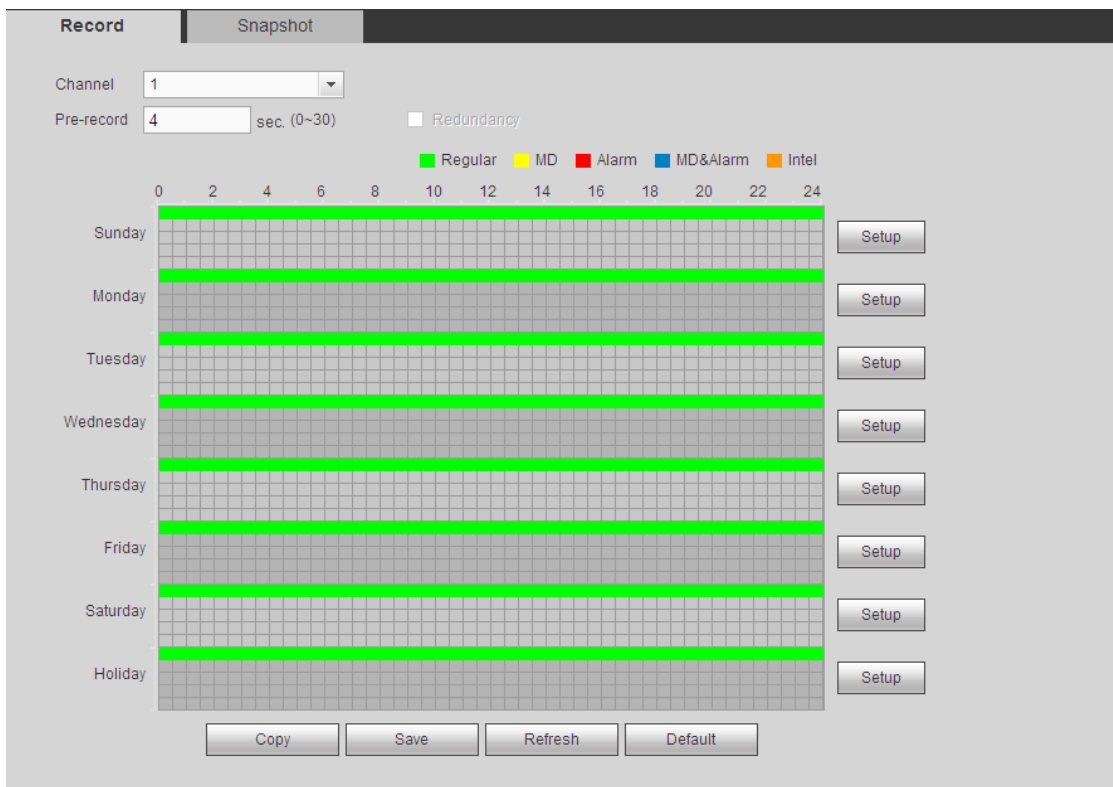 Record Snapshot
Channel 1
Pre-record 4 sec. (0~30) Redundancy
Regular MD Alarm MD&Alarm Intel
0 2 4 6 8 10 12 14 16 18 20 22 24
Sunday Setup
Monday Setup
Tuesday Setup
Wednesday Setup
Thursday Setup
Friday Setup
Saturday Setup
Holiday Setup
Copy Save Refresh Default